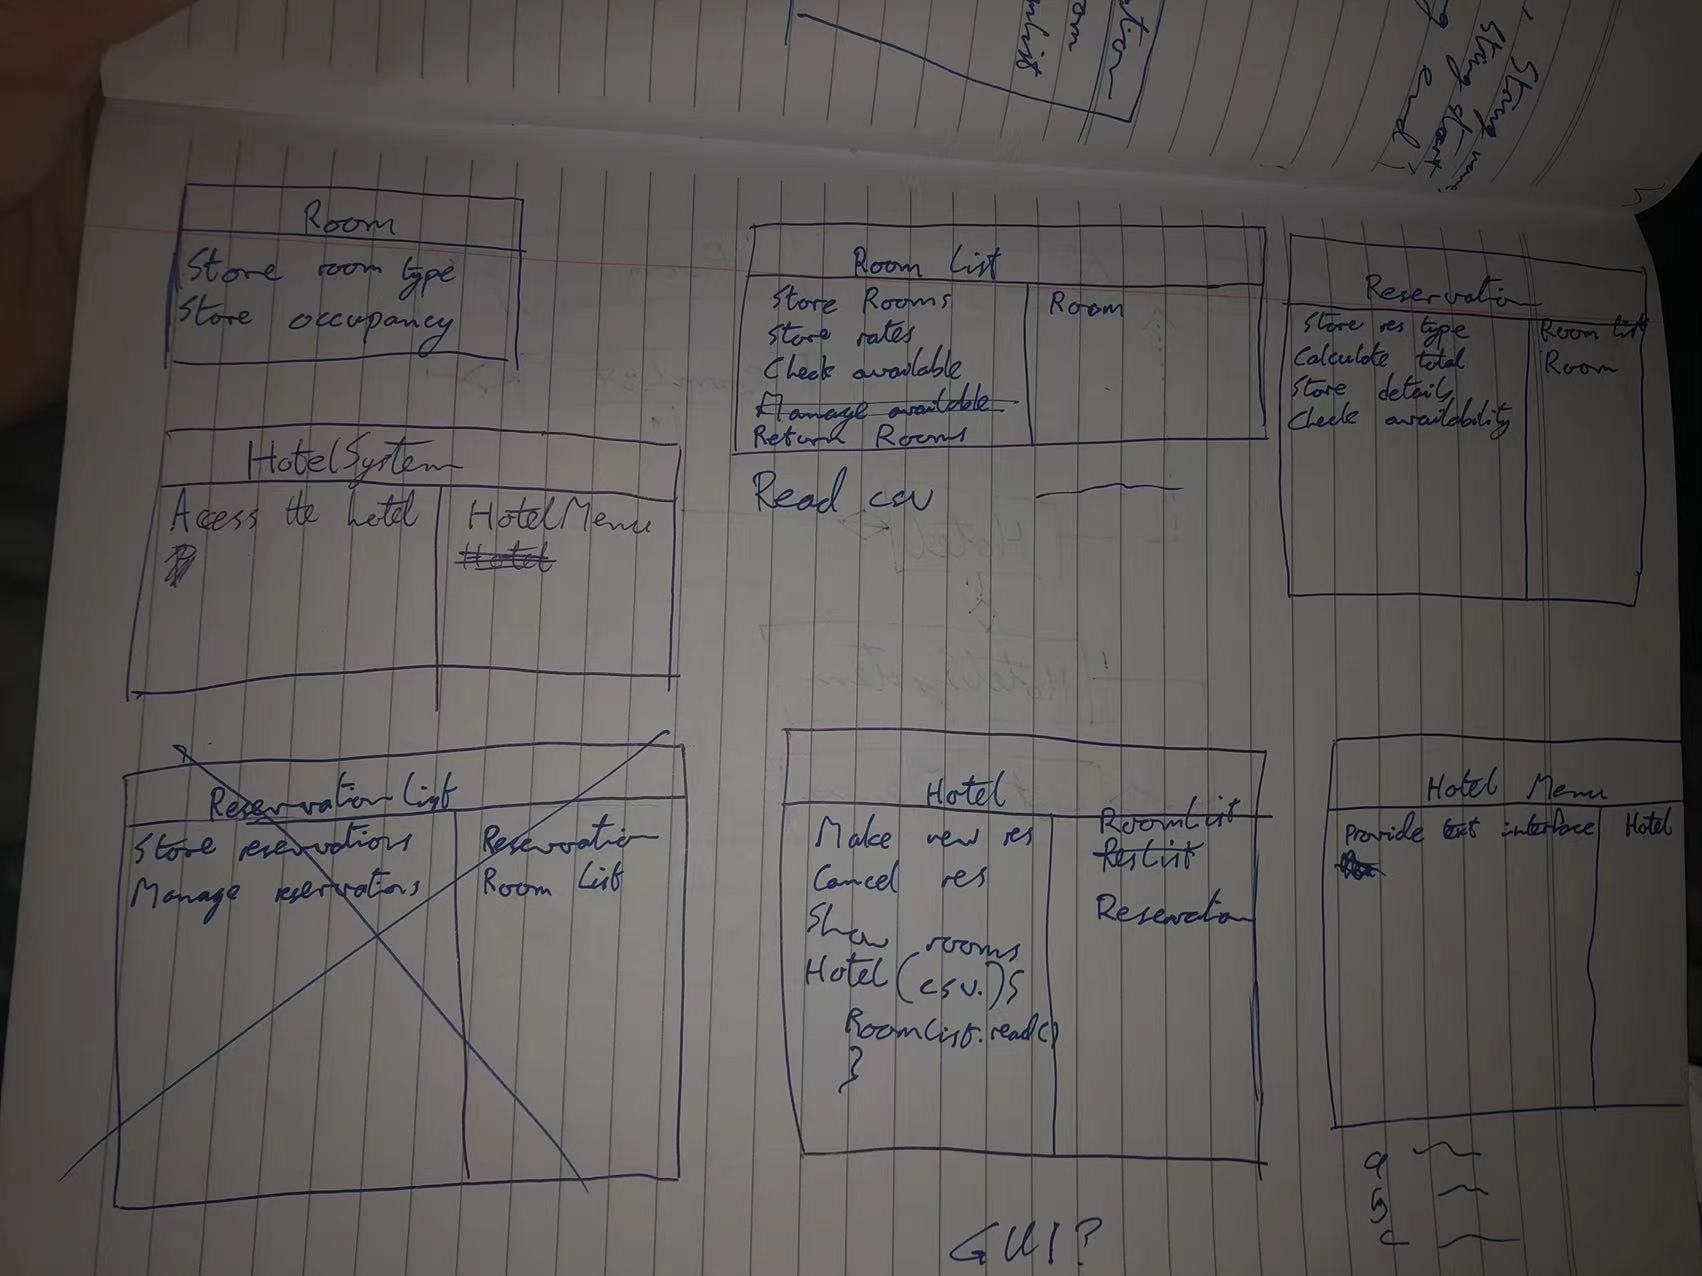 Room
Store room type
Store occupancy
Room List
Store Rooms
Store rates
Check available
Manage available
Return Rooms
Room
Read csv
Reservation
Store res type
Calculate total
Store details
Check availability
Room list
Room
HotelSystem
Access the hotel
HotelMenu
Hotel
Reservation List
Store reservations
Manage reservations
Reservation
Room List
Hotel
Make new res
Cancel res
Show rooms
Hotel (csv.){
RoomList.read()
}
RoomList
ResList
Reservation
Hotel Menu
Provide text interface
Hotel
GUI?
String
String start,
end;